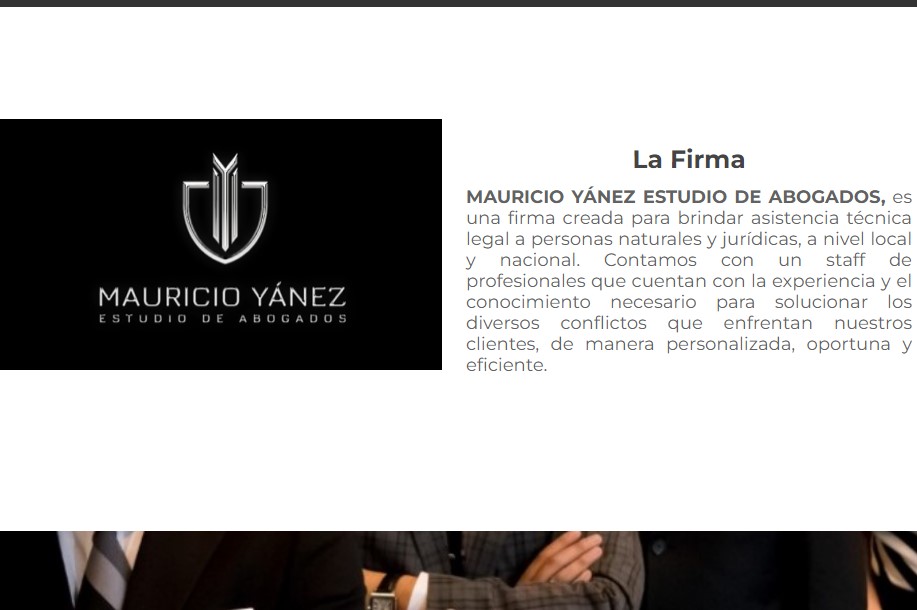 MAURICIO YÁNEZ
ESTUDIO DE ABOGADOS
La Firma
MAURICIO YÁNEZ ESTUDIO DE ABOGADOS, es
una firma creada para brindar asistencia técnica
legal a personas naturales y jurídicas, a nivel local
y nacional. Contamos con un staff de
profesionales que cuentan con la experiencia y el
conocimiento necesario para solucionar los
diversos conflictos que enfrentan nuestros
clientes, de manera personalizada, oportuna y
eficiente.